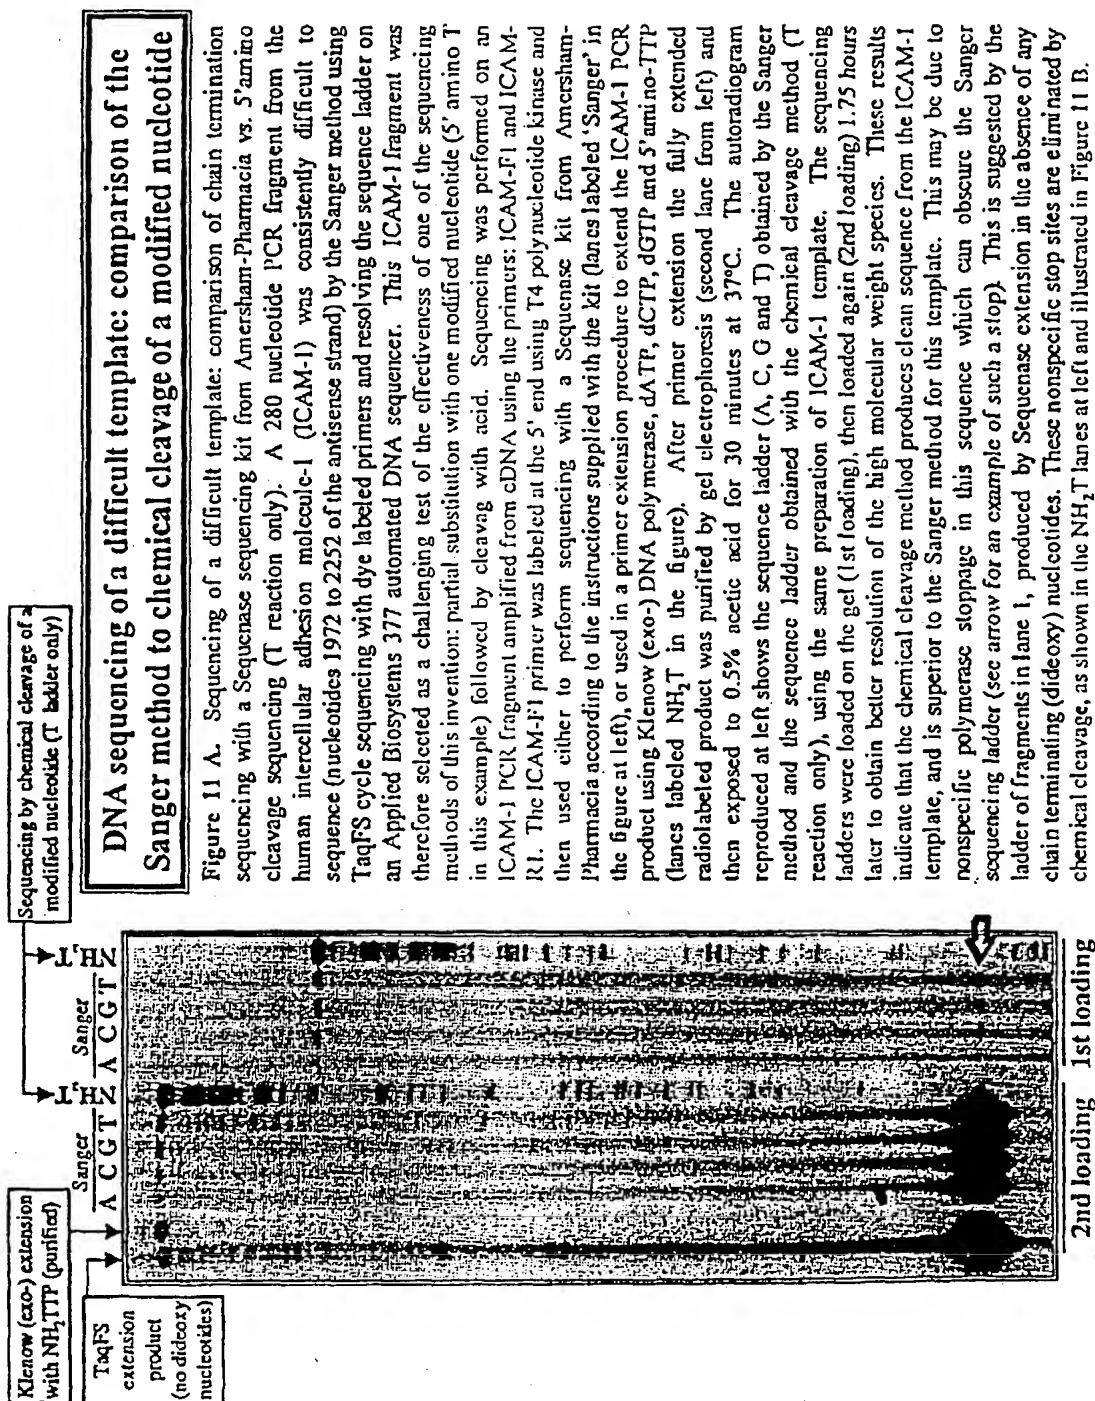 DNA sequencing of a difficult template: comparison of the
Sanger method to chemical cleavage of a modified nucleotide
Figure 11 A. Sequencing of a difficult template: comparison of chain termination
sequencing with a Sequenase sequencing kit from Amersham-Pharmacia vs. 5'amino
cleavage sequencing (T reaction only). A 280 nucleotide PCR fragment from the
human intercellular adhesion molecule-1 (ICAM-1) was consistently difficult to
sequence (nucleotides 1972 to 2252 of the antisense strand) by the Sanger method using
TaqFS cycle sequencing with dye labeled primers and resolving the sequence ladder on
an Applied Biosystems 377 automated DNA sequencer. This ICAM-1 fragment was
therefore selected as a challenging test of the effectiveness of one of the sequencing
methods of this invention: partial substitution with one modified nucleotide (5' amino T
in this example) followed by cleavag with acid. Sequencing was performed on an
ICAM-1 PCR fragment amplified from cDNA using the primers: ICAM-F1 and ICAM-
R1. The ICAM-F1 primer was labeled at the 5' end using T4 polynucleotide kinase and
then used either to perform sequencing with a Sequenase kit from Amersham-
Pharmacia according to the instructions supplied with the kit (lanes labeled 'Sanger' in
the figure at left), or used in a primer extension procedure to extend the ICAM-1 PCR
product using Klenow (exo-) DNA polymerase, dATP, dCTP, dGTP and 5' amino-TTP
(lanes labeled NH₂T in the figure). After primer extension the fully extended
radiolabeled product was purified by gel electrophoresis (second lane from left) and
then exposed to 0.5% acetic acid for 30 minutes at 37°C. The autoradiogram
reproduced at left shows the sequence ladder (A, C, G and T) obtained by the Sanger
method and the sequence ladder obtained with the chemical cleavage method (T
reaction only), using the same preparation of ICAM-1 template. The sequencing
ladders were loaded on the gel (1st loading), then loaded again (2nd loading) 1.75 hours
later to obtain better resolution of the high molecular weight species. These results
indicate that the chemical cleavage method produces clean sequence from the ICAM-1
template, and is superior to the Sanger method for this template. This may be due to
nonspecific polymerase stoppage in this sequence which can obscure the Sanger
sequencing ladder (see arrow for an example of such a stop). This is suggested by the
ladder of fragments in lane 1, produced by Sequenase extension in the absence of any
chain terminating (dideoxy) nucleotides. These nonspecific stop sites are eliminated by
chemical cleavage, as shown in the NH₂T lanes at left and illustrated in Figure 11 B.
Klenow (exo-) extension
with NH₂TTP (purified)
TaqFS
extension
product
(no dideoxy
nucleotides)
Sequencing by chemical cleavage of a
modified nucleotide (T ladder only)
Sanger
A C G T
NH₂T
Sanger
A C G T
NH₂T
2nd loading
1st loading